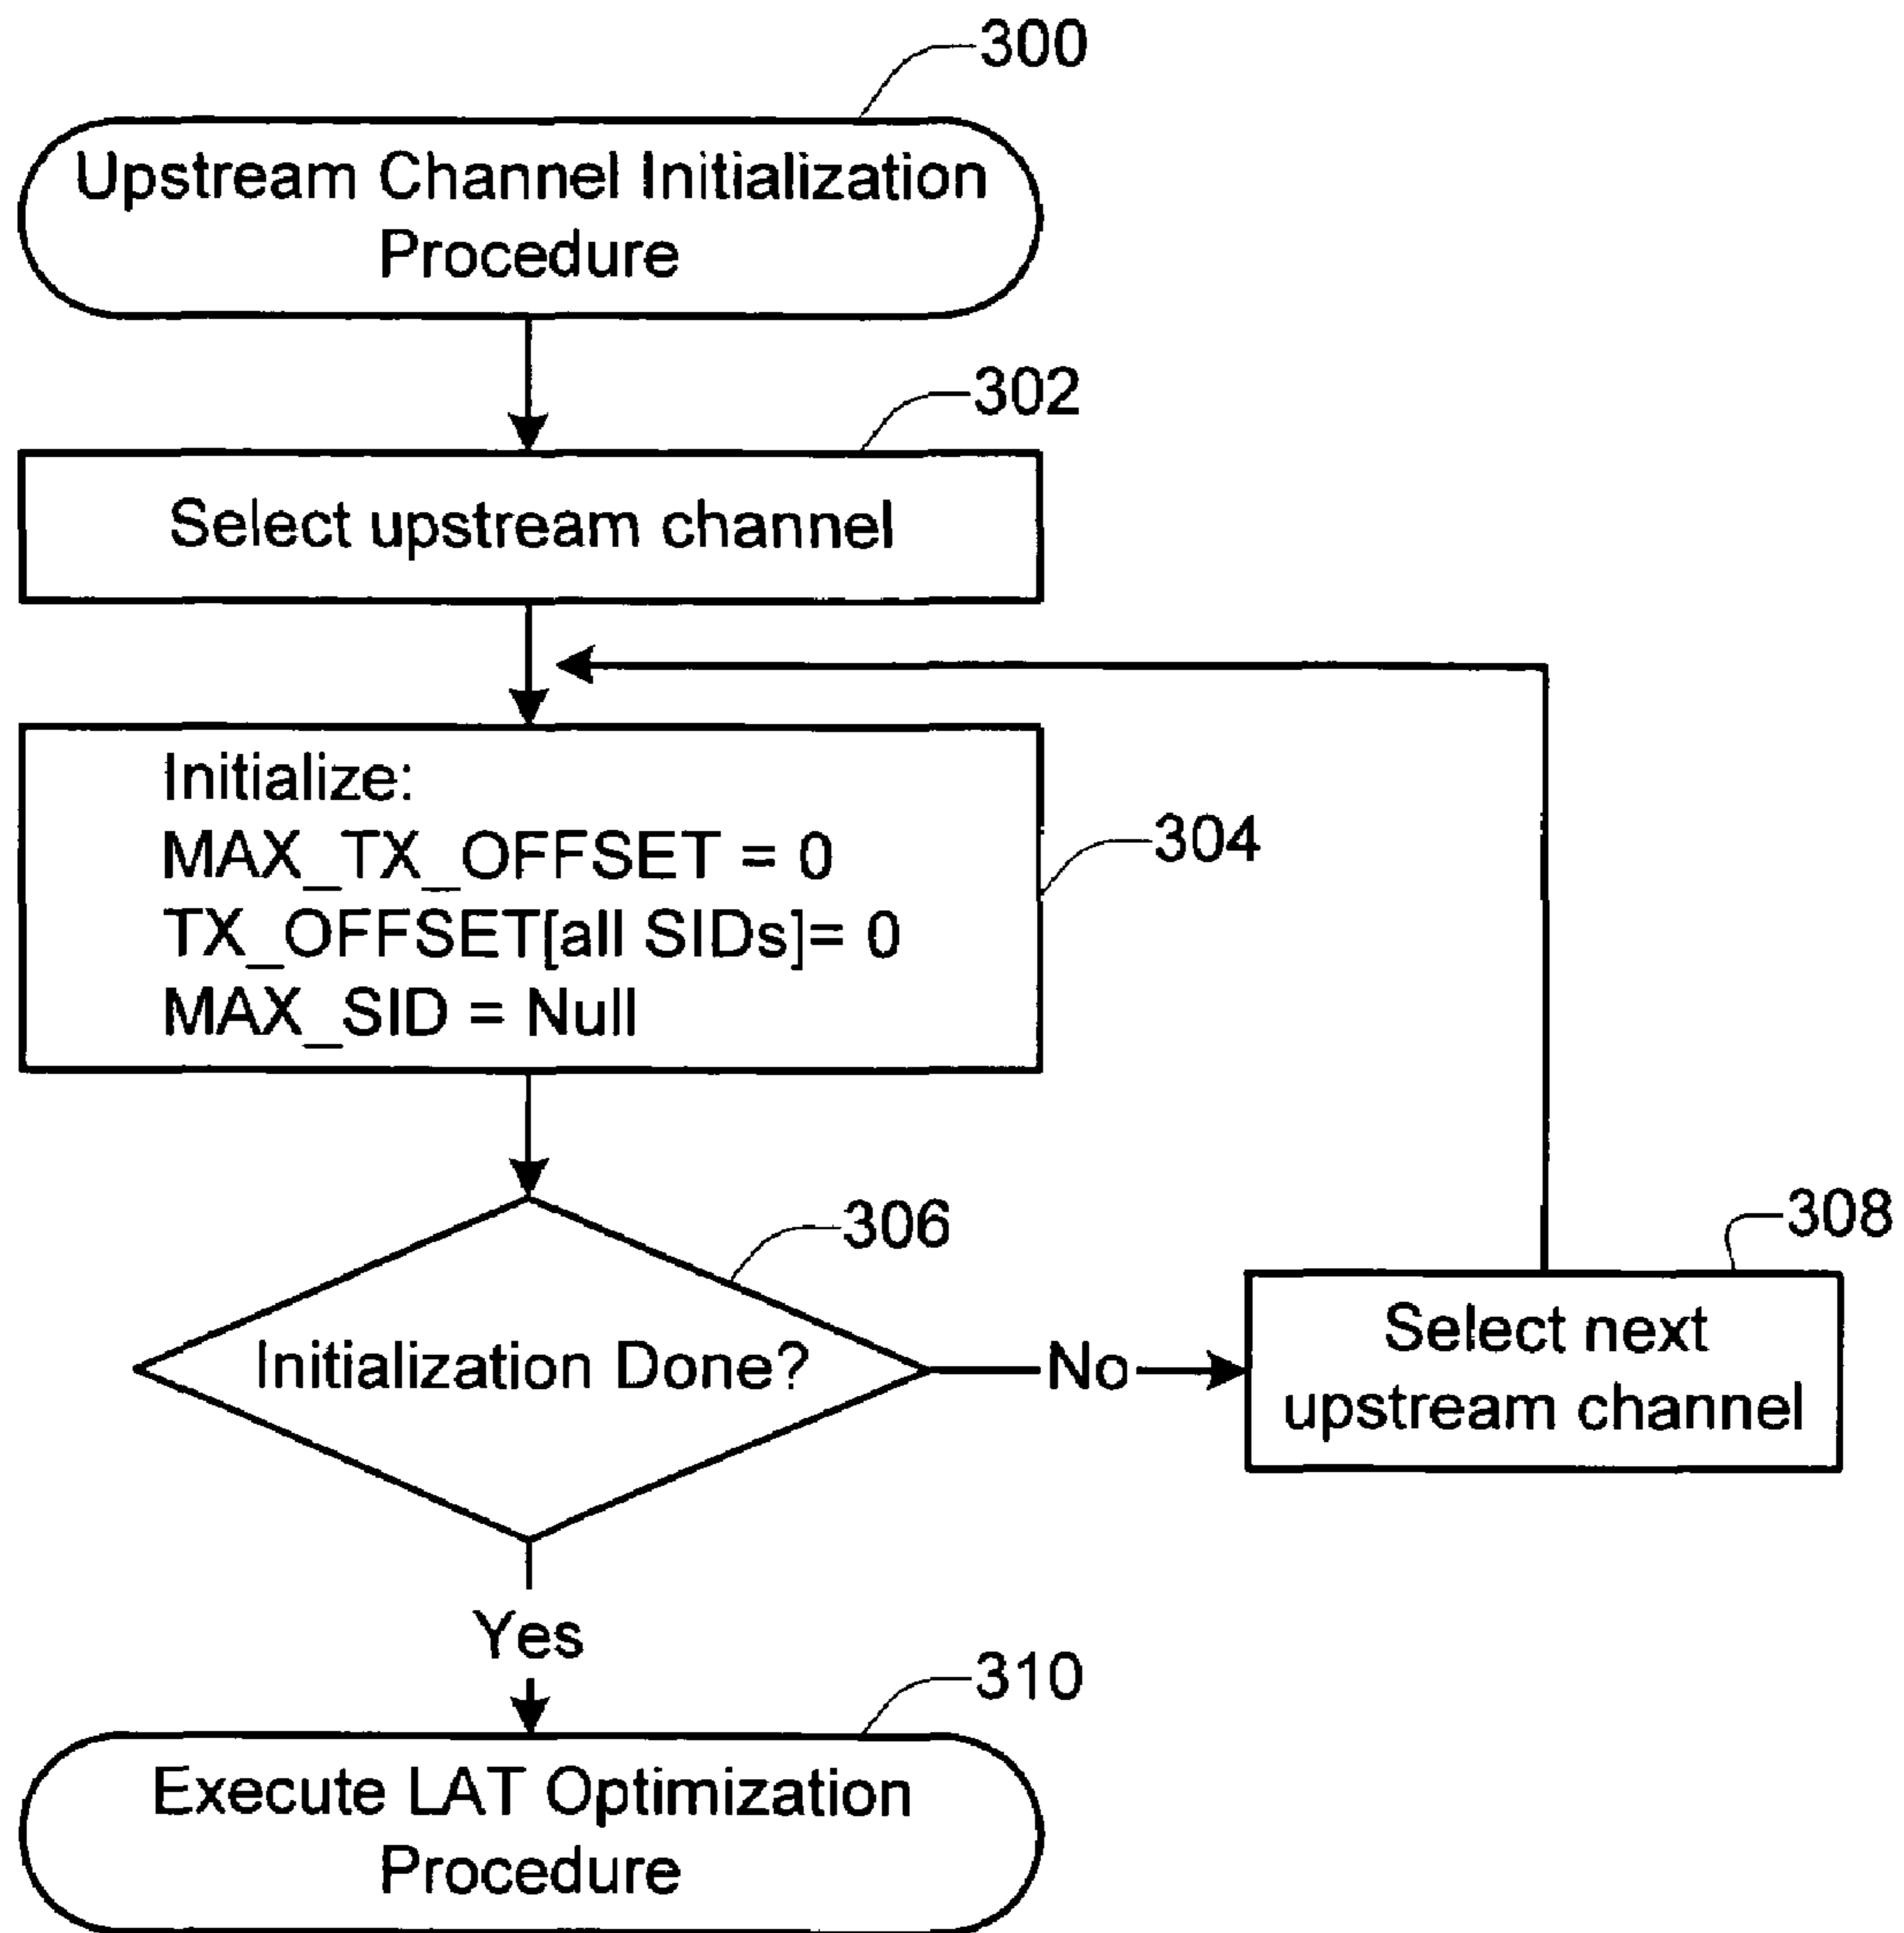 300
Upstream Channel Initialization
Procedure
302
Select upstream channel
Initialize:
MAX_TX_OFFSET = 0
TX_OFFSET[all SIDs]= 0
MAX_SID = Null
304
306
Initialization Done?
No
308
Select next
upstream channel
Yes
310
Execute LAT Optimization
Procedure